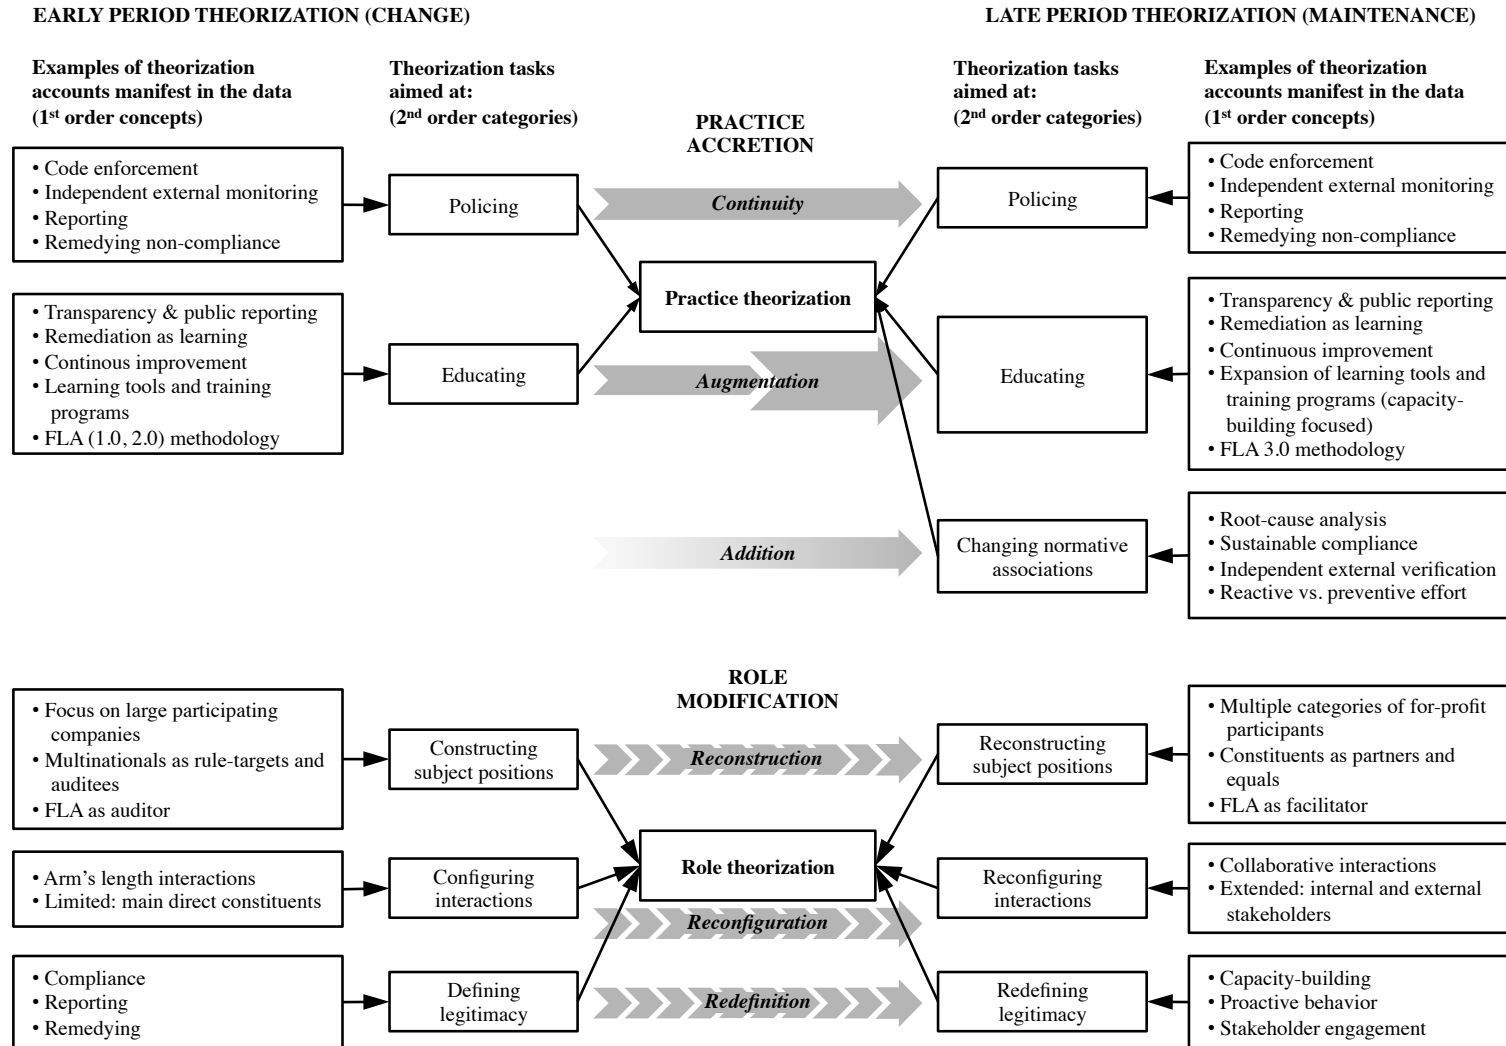 EARLY PERIOD THEORIZATION (CHANGE)
LATE PERIOD THEORIZATION (MAINTENANCE)
Examples of theorization
accounts manifest in the data
(1st order concepts)
Theorization tasks
aimed at:
(2nd order categories)
PRACTICE
ACCRETION
Theorization tasks
aimed at:
(2nd order categories)
Examples of theorization
accounts manifest in the data
(1st order concepts)
• Code enforcement
• Independent external monitoring
• Reporting
• Remedying non-compliance
Policing
Continuity
Policing
• Code enforcement
• Independent external monitoring
• Reporting
• Remedying non-compliance
Practice theorization
• Transparency & public reporting
• Remediation as learning
• Continous improvement
• Learning tools and training
programs
• FLA (1.0, 2.0) methodology
Educating
Augmentation
Educating
• Transparency & public reporting
• Remediation as learning
• Continuous improvement
• Expansion of learning tools and
training programs (capacity-
building focused)
• FLA 3.0 methodology
Addition
Changing normative
associations
• Root-cause analysis
• Sustainable compliance
• Independent external verification
• Reactive vs. preventive effort
ROLE
MODIFICATION
• Focus on large participating
companies
• Multinationals as rule-targets and
auditees
• FLA as auditor
Constructing
subject positions
Reconstruction
Reconstructing
subject positions
• Multiple categories of for-profit
participants
• Constituents as partners and
equals
• FLA as facilitator
Role theorization
• Arm’s length interactions
• Limited: main direct constituents
Configuring
interactions
Reconfiguration
Reconfiguring
interactions
• Collaborative interactions
• Extended: internal and external
stakeholders
• Compliance
• Reporting
• Remedying
Defining
legitimacy
Redefinition
Redefining
legitimacy
• Capacity-building
• Proactive behavior
• Stakeholder engagement